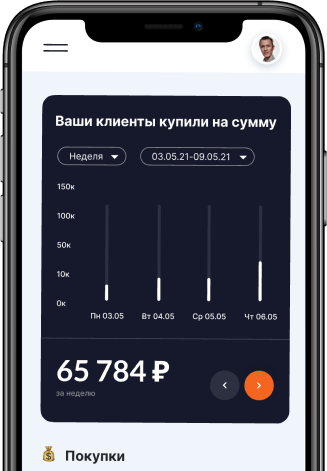 Ваши клиенты купили на сумму
Неделя 03.05.21-09.05.21
150к
100к
50к
10к
0к
Пн 03.05 Вт 04.05 Ср 05.05 Чт 06.05
65 784 ₽
за неделю
Покупки